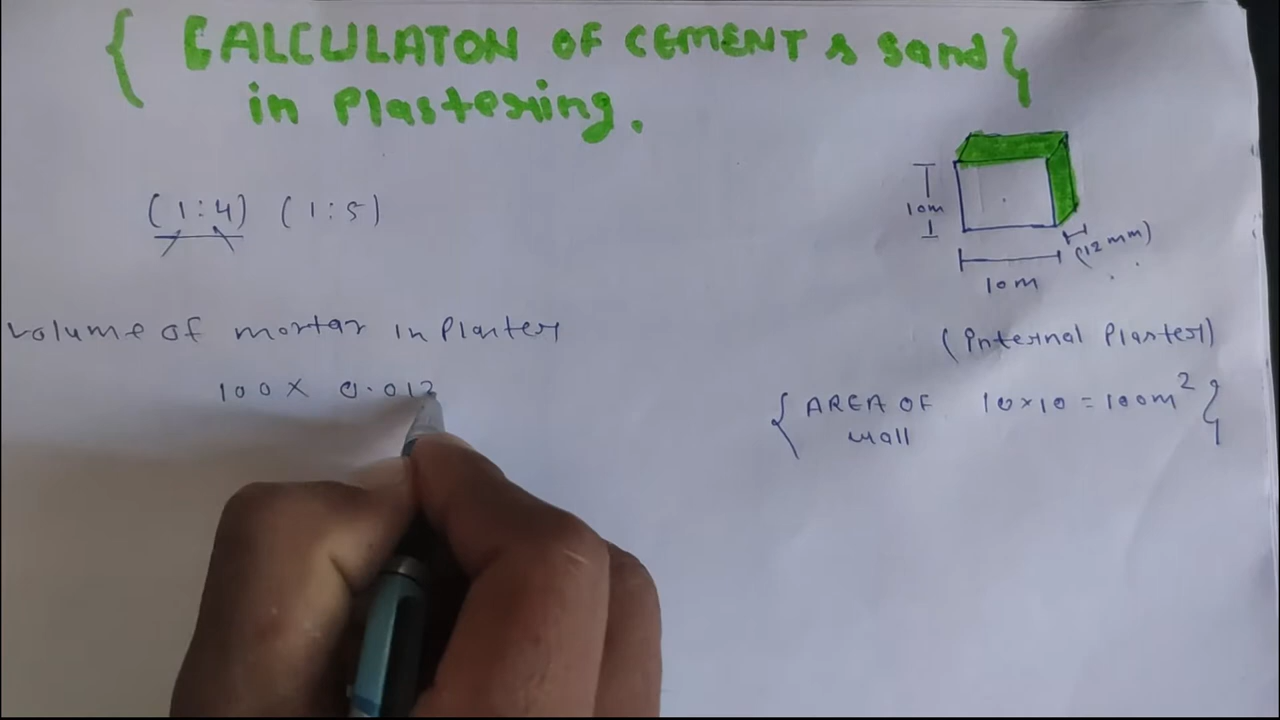 { CALCULATON OF CEMENT & Sand }
in Plastering.
(1:4) (1:5)
10m
(12mm)
10m
volume of mortar in Plaster
(internal Plaster)
100 x 0.012
{ AREA OF 10x10 = 100m² }
wall